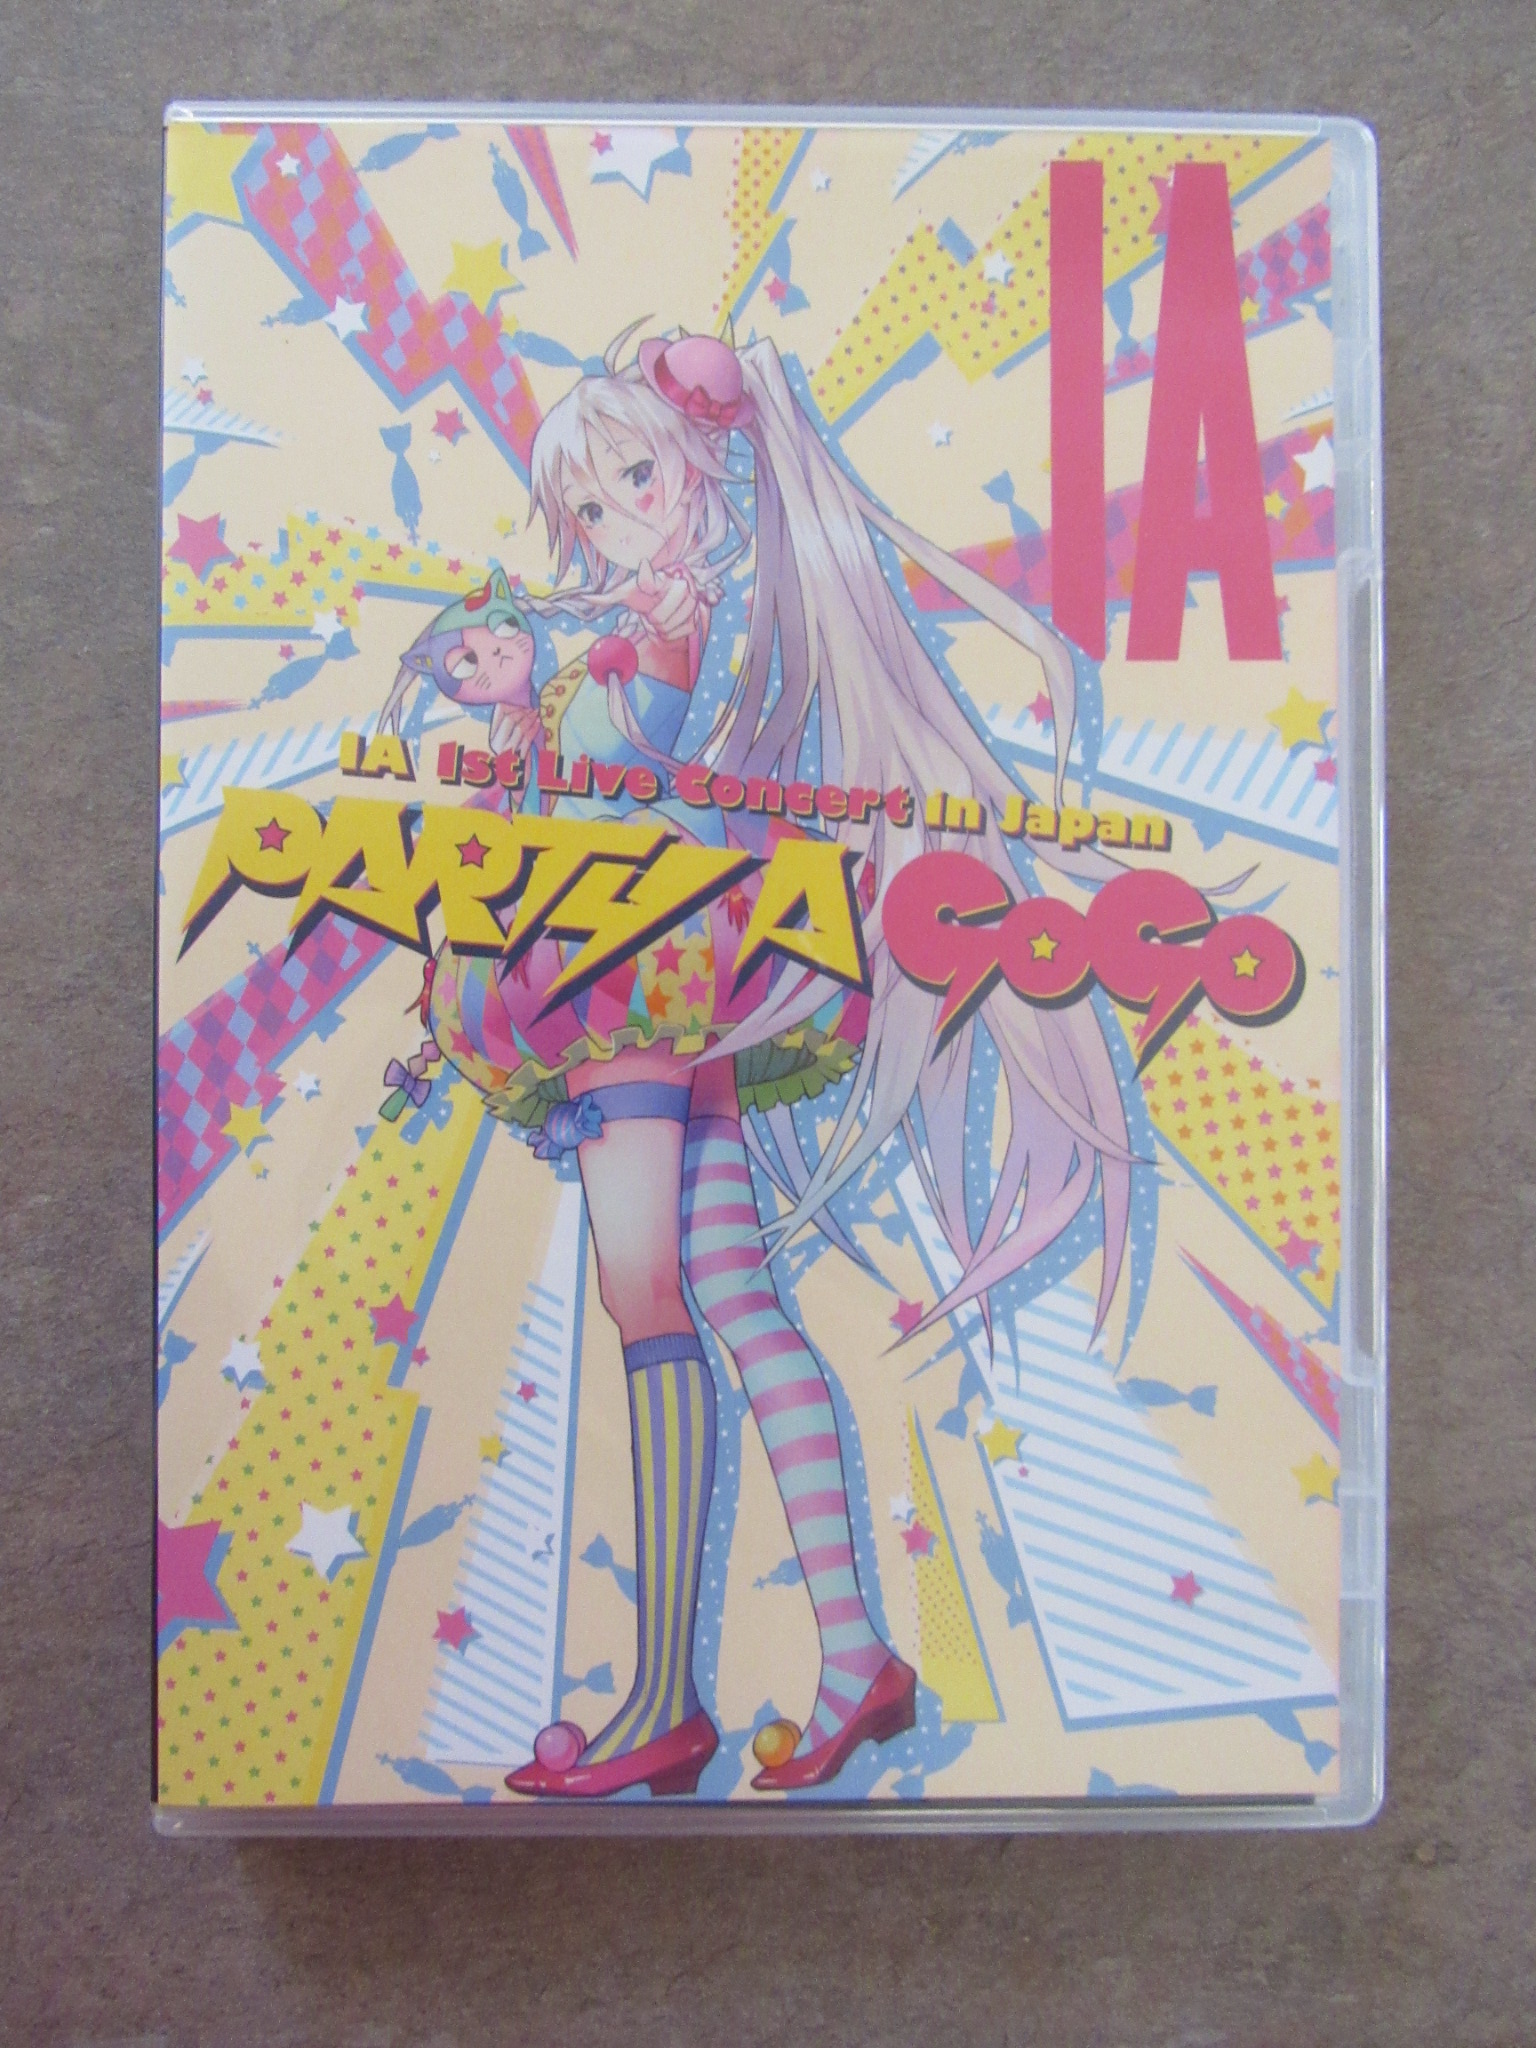 IA
IA 1st Live Concert in Japan
PARTY A GOGO